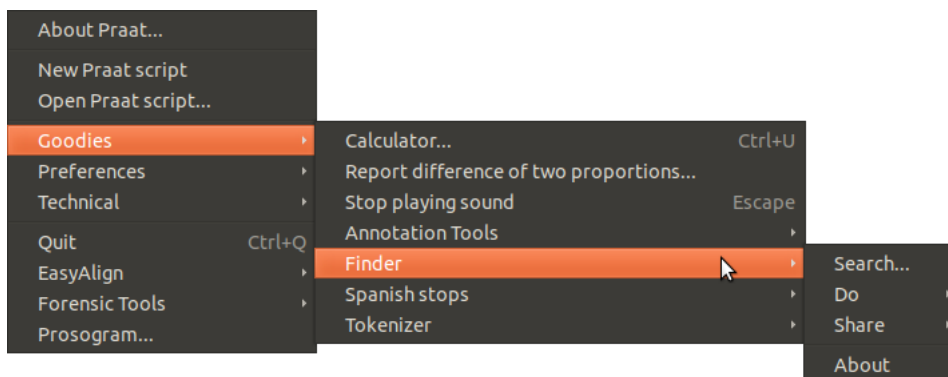 About Praat...
New Praat script
Open Praat script...
Goodies
Preferences
Technical
Quit Ctrl+Q
EasyAlign
Forensic Tools
Prosogram...
Calculator... Ctrl+U
Report difference of two proportions...
Stop playing sound Escape
Annotation Tools
Finder
Spanish stops
Tokenizer
Search...
Do
Share
About